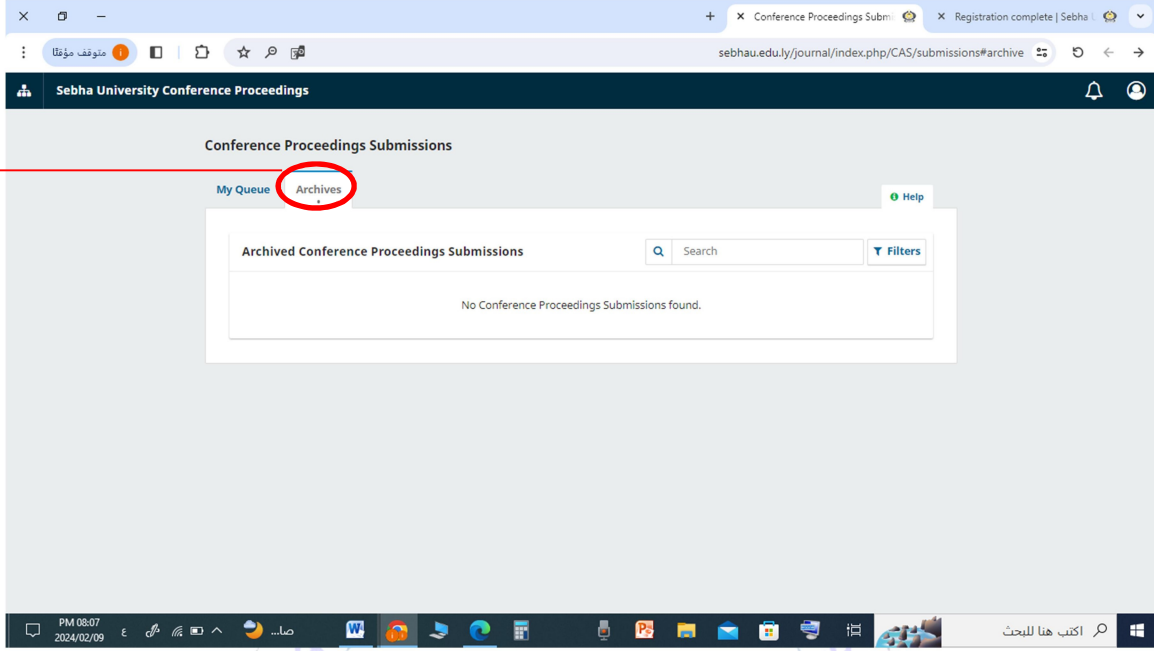 Conference Proceedings Submi
Registration complete | Sebha
متوقف مؤقتًا
sebhau.edu.ly/journal/index.php/CAS/submissions#archive
Sebha University Conference Proceedings
Conference Proceedings Submissions
My Queue
Archives
Help
Archived Conference Proceedings Submissions
Search
Filters
No Conference Proceedings Submissions found.
PM 08:07
2024/02/09
ع
صا...
اكتب هنا للبحث